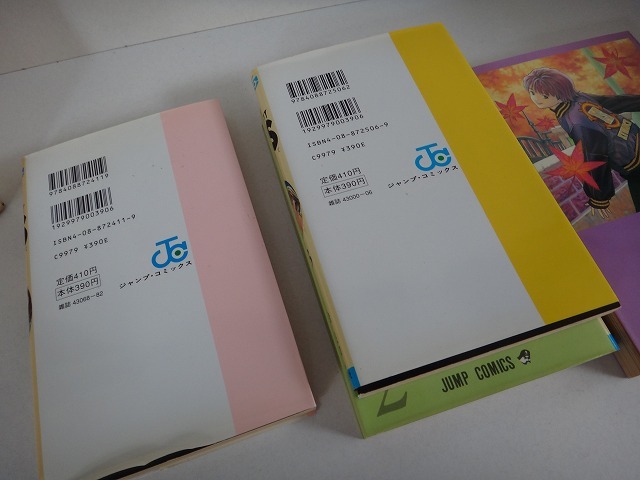 9784088724119
1929979003906
ISBN4-08-872411-9
C9979 ¥390E
定価410円
本体390円
雑誌 43068-82
JC
ジャンプ・コミックス
9784088725062
1929979003906
ISBN4-08-872506-9
C9979 ¥390E
定価410円
本体390円
雑誌 43000-06
JC
ジャンプ・コミックス
JUMP COMICS